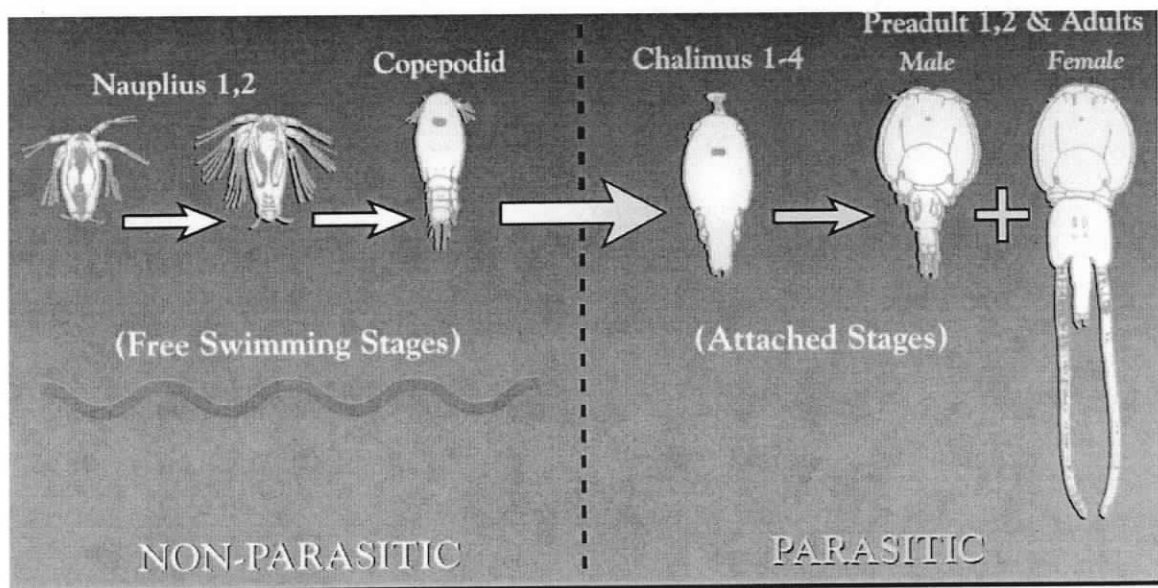 Preadult 1,2 & Adults
Nauplius 1,2
Copepodid
Chalimus 1-4
Male
Female
(Free Swimming Stages)
(Attached Stages)
NON-PARASITIC
PARASITIC